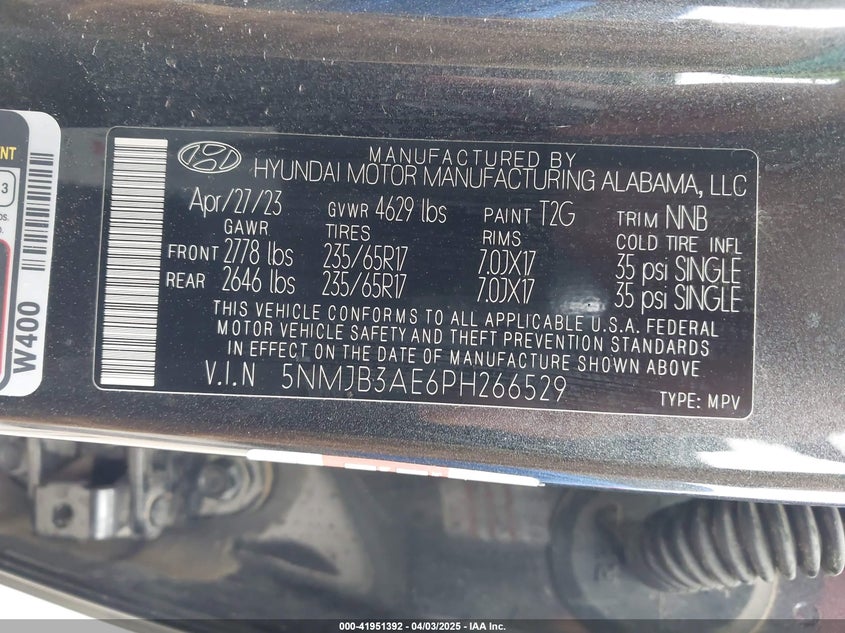 MANUFACTURED BY
HYUNDAI MOTOR MANUFACTURING ALABAMA, LLC
Apr/27/23 GVWR 4629 lbs PAINT T2G TRIM NNB
GAWR TIRES RIMS COLD TIRE INFL
FRONT 2778 lbs 235/65R17 7.0JX17 35 psi SINGLE
REAR 2646 lbs 235/65R17 7.0JX17 35 psi SINGLE
THIS VEHICLE CONFORMS TO ALL APPLICABLE U.S.A. FEDERAL
MOTOR VEHICLE SAFETY AND THEFT PREVENTION STANDARDS
IN EFFECT ON THE DATE OF MANUFACTURE SHOWN ABOVE
V.I.N 5NMJB3AE6PH266529
TYPE: MPV
W400
000-41951392 - 04/03/2025 - IAA Inc.